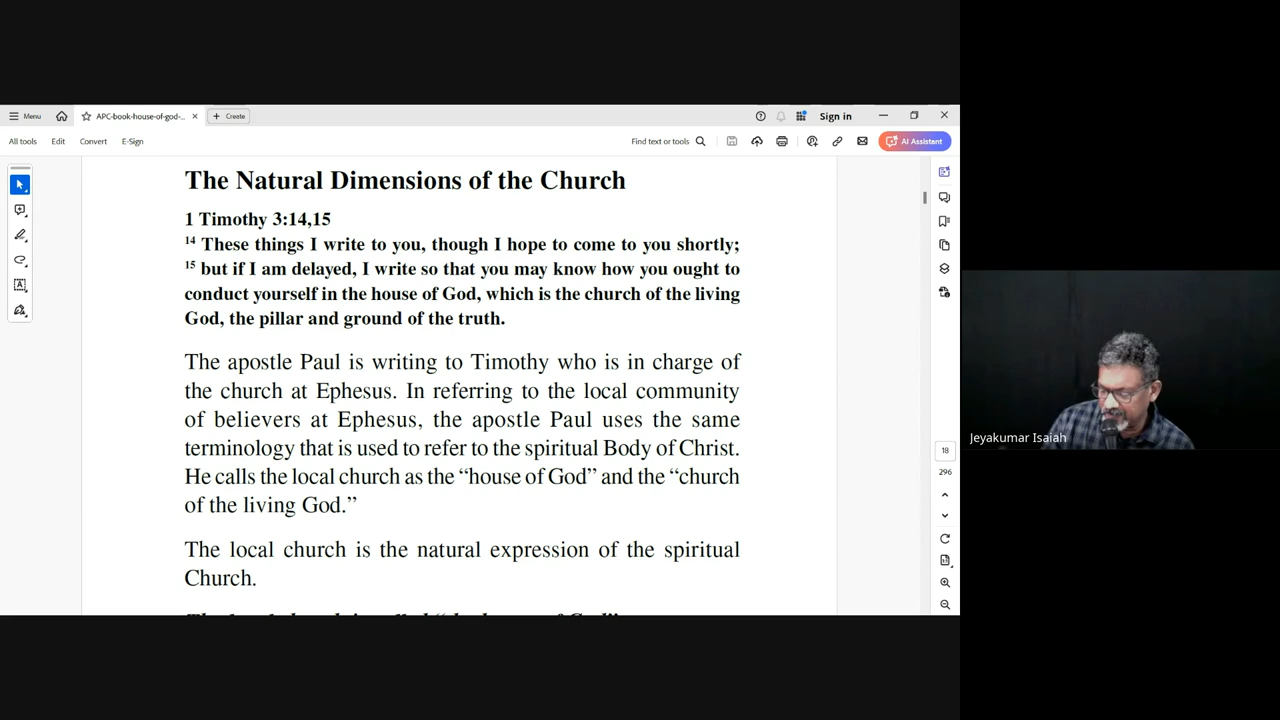 Menu
APC-book-house-of-god-...
Create
Sign in
All tools
Edit
Convert
E-Sign
Find text or tools
AI Assistant
The Natural Dimensions of the Church
1 Timothy 3:14,15
14 These things I write to you, though I hope to come to you shortly;
15 but if I am delayed, I write so that you may know how you ought to
conduct yourself in the house of God, which is the church of the living
God, the pillar and ground of the truth.
The apostle Paul is writing to Timothy who is in charge of
the church at Ephesus. In referring to the local community
of believers at Ephesus, the apostle Paul uses the same
terminology that is used to refer to the spiritual Body of Christ.
He calls the local church as the “house of God” and the “church
of the living God.”
The local church is the natural expression of the spiritual
Church.
18
296
Jeyakumar Isaiah